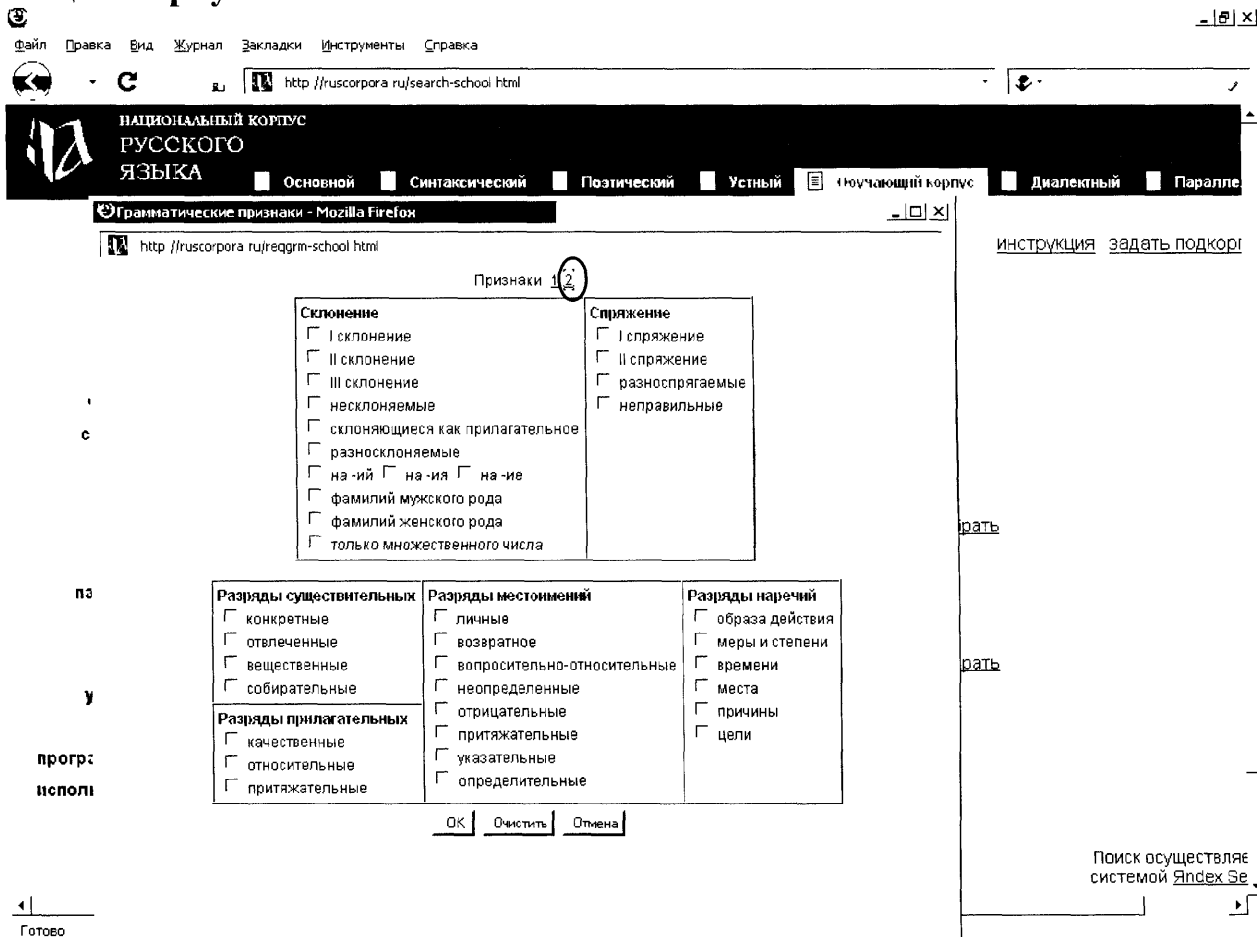 Файл Правка Вид Журнал Закладки Инструменты Справка
http //ruscorpora ru/search-school html
НАЦИОНАЛЬНЫЙ КОРПУС
РУССКОГО
ЯЗЫКА
Основной Синтаксический Поэтический Устный корпус Диалектный Паралле
Грамматические признаки - Mozilla Firefox
http //ruscorpora ru/reqgrm-school html
инструкция задать подкорп
Признаки 1 2
Склонение Спряжение
I склонение I спряжение
II склонение II спряжение
III склонение разноспрягаемые
несклоняемые неправильные
склоняющиеся как прилагательное
разносклоняемые
на -ий на -ия на -ие
фамилий мужского рода
фамилий женского рода
рать
только множественного числа
па
Разряды существительных Разряды местоимений Разряды наречий
конкретные личные образа действия
отвлеченные возвратное меры и степени
вещественные вопросительно-относительные времени
рать
собирательные неопределенные места
у
Разряды прилагательных отрицательные причины
качественные притяжательные цели
относительные указательные
програ
притяжательные определительные
исполь
OK Очистить Отмена
Поиск осуществляе
системой Яndex Se
Готово